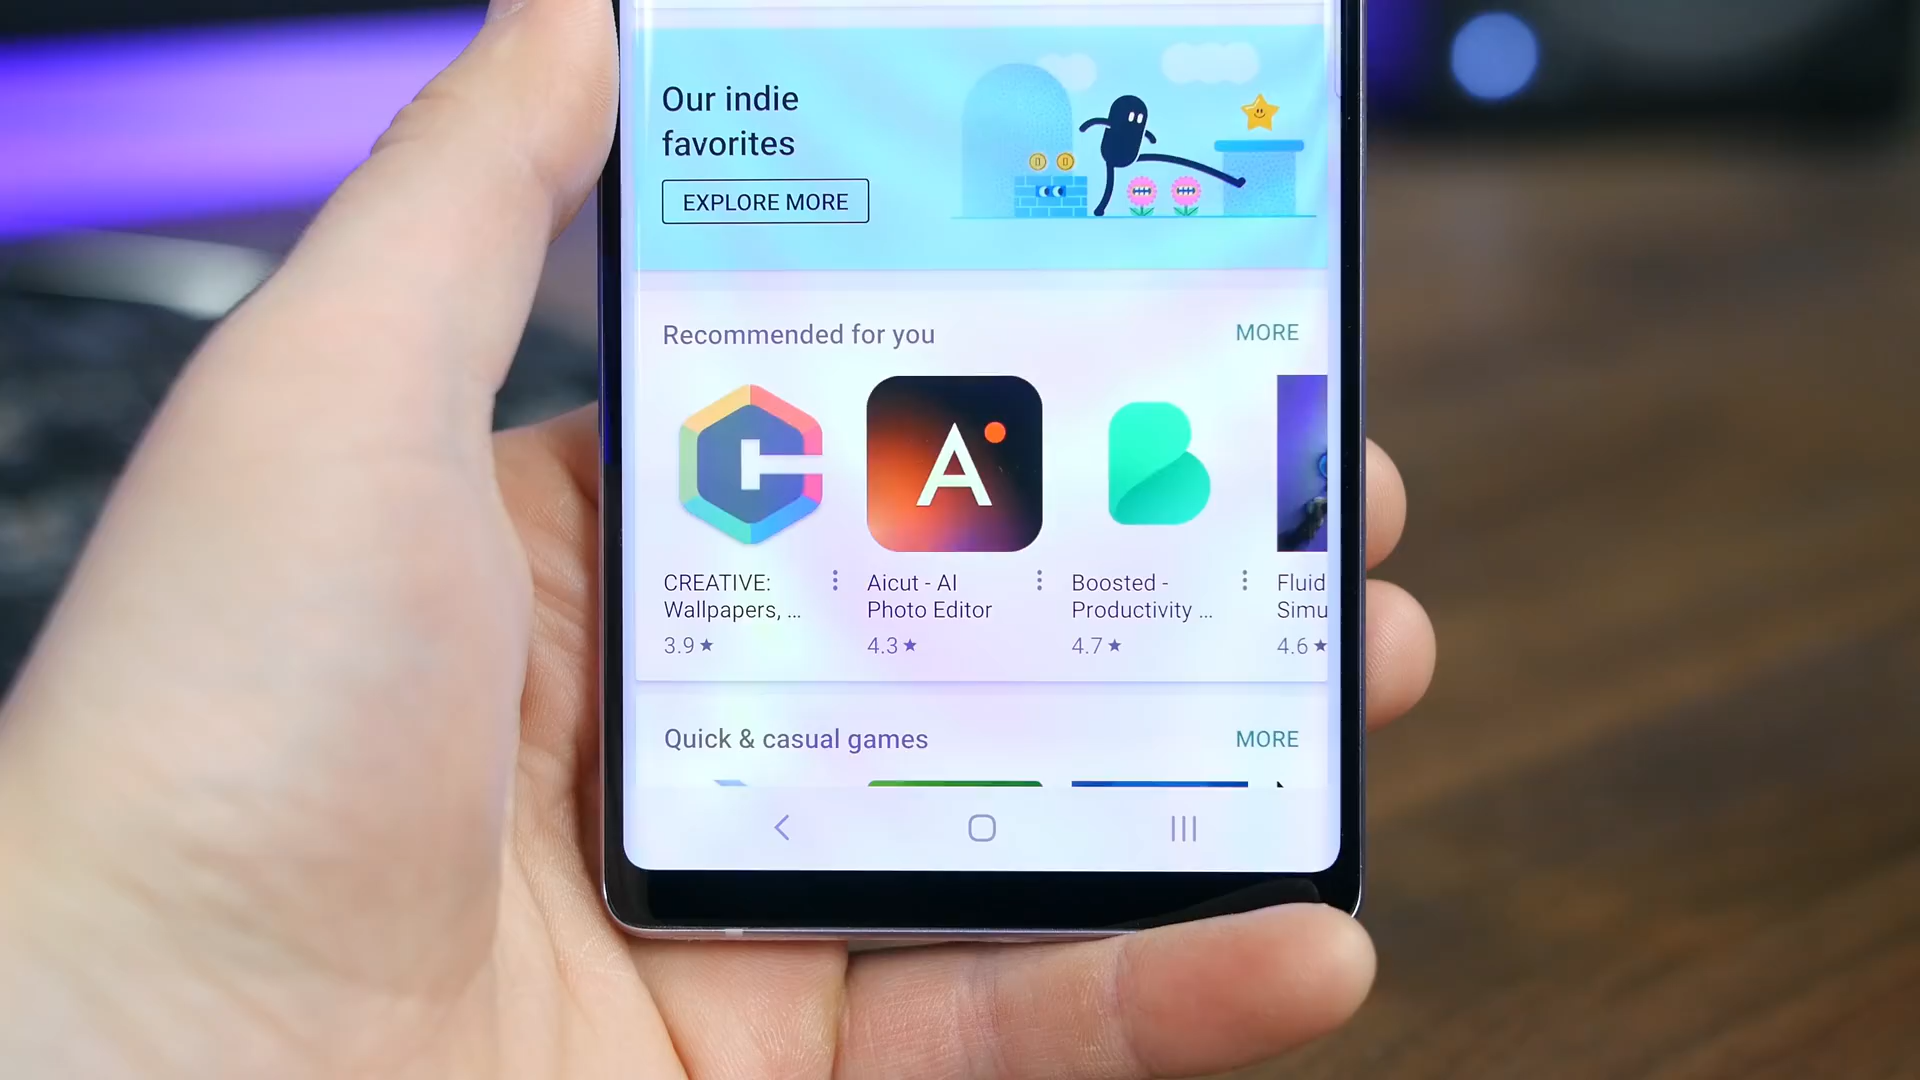 Our indie
favorites
EXPLORE MORE
Recommended for you
MORE
A
CREATIVE:
Wallpapers, ...
3.9 ★
Aicut - AI
Photo Editor
4.3 ★
Boosted -
Productivity ...
4.7 ★
Fluid
Simu
4.6 ★
Quick & casual games
MORE